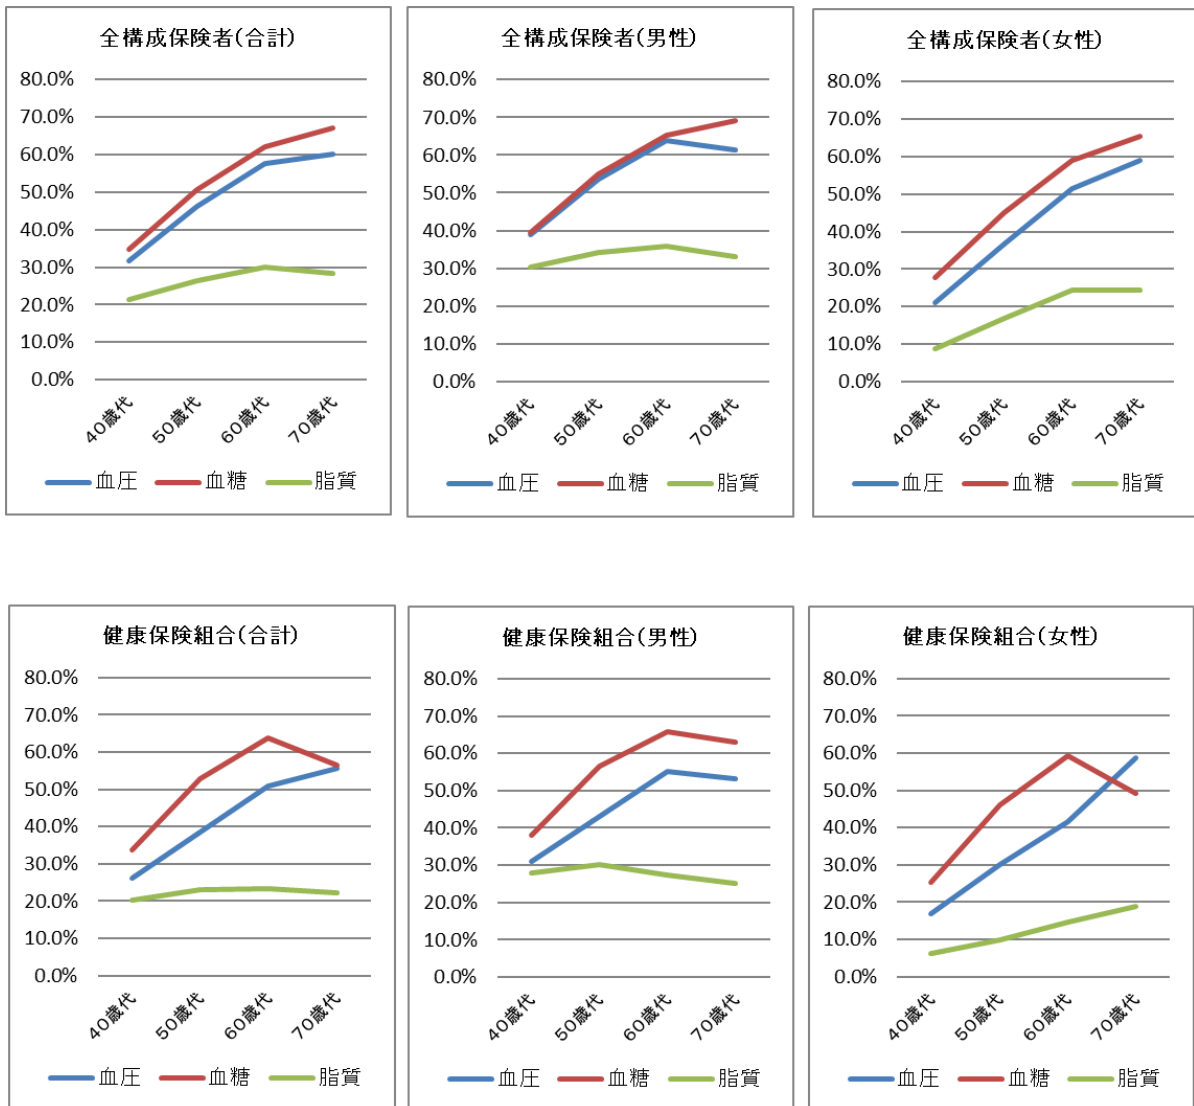 全構成保険者(合計)
80.0%
70.0%
60.0%
50.0%
40.0%
30.0%
20.0%
10.0%
0.0%
40歳代
50歳代
60歳代
70歳代
血圧 血糖 脂質
全構成保険者(男性)
80.0%
70.0%
60.0%
50.0%
40.0%
30.0%
20.0%
10.0%
0.0%
40歳代
50歳代
60歳代
70歳代
血圧 血糖 脂質
全構成保険者(女性)
80.0%
70.0%
60.0%
50.0%
40.0%
30.0%
20.0%
10.0%
0.0%
40歳代
50歳代
60歳代
70歳代
血圧 血糖 脂質
健康保険組合(合計)
80.0%
70.0%
60.0%
50.0%
40.0%
30.0%
20.0%
10.0%
0.0%
40歳代
50歳代
60歳代
70歳代
血圧 血糖 脂質
健康保険組合(男性)
80.0%
70.0%
60.0%
50.0%
40.0%
30.0%
20.0%
10.0%
0.0%
40歳代
50歳代
60歳代
70歳代
血圧 血糖 脂質
健康保険組合(女性)
80.0%
70.0%
60.0%
50.0%
40.0%
30.0%
20.0%
10.0%
0.0%
40歳代
50歳代
60歳代
70歳代
血圧 血糖 脂質